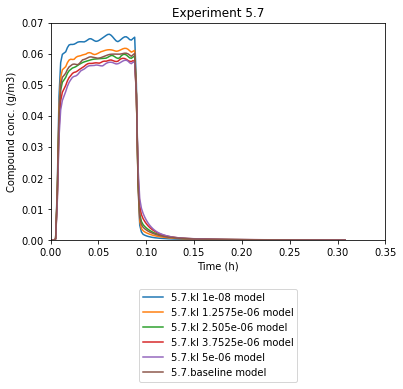 Experiment 5.7
Compound conc. (g/m3)
0.07
0.06
0.05
0.04
0.03
0.02
0.01
0.00
0.00 0.05 0.10 0.15 0.20 0.25 0.30 0.35
Time (h)
5.7.kl 1e-08 model
5.7.kl 1.2575e-06 model
5.7.kl 2.505e-06 model
5.7.kl 3.7525e-06 model
5.7.kl 5e-06 model
5.7.baseline model